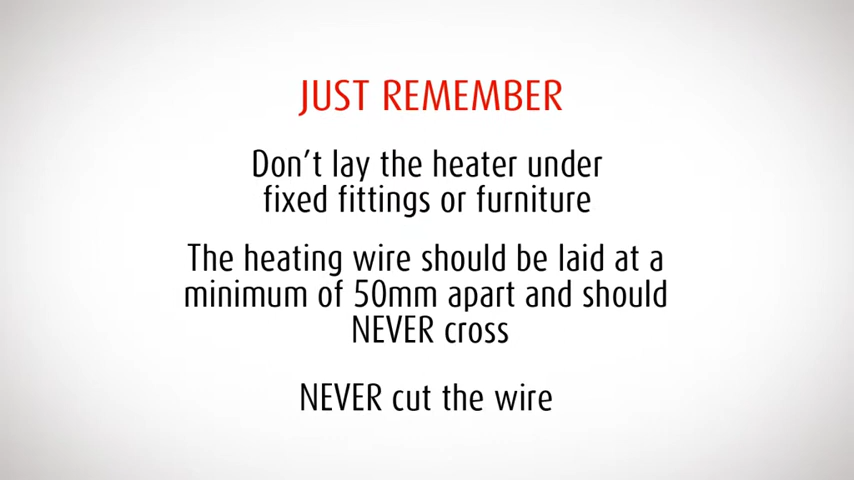 JUST REMEMBER
Don't lay the heater under
fixed fittings or furniture
The heating wire should be laid at a
minimum of 50mm apart and should
NEVER cross
NEVER cut the wire